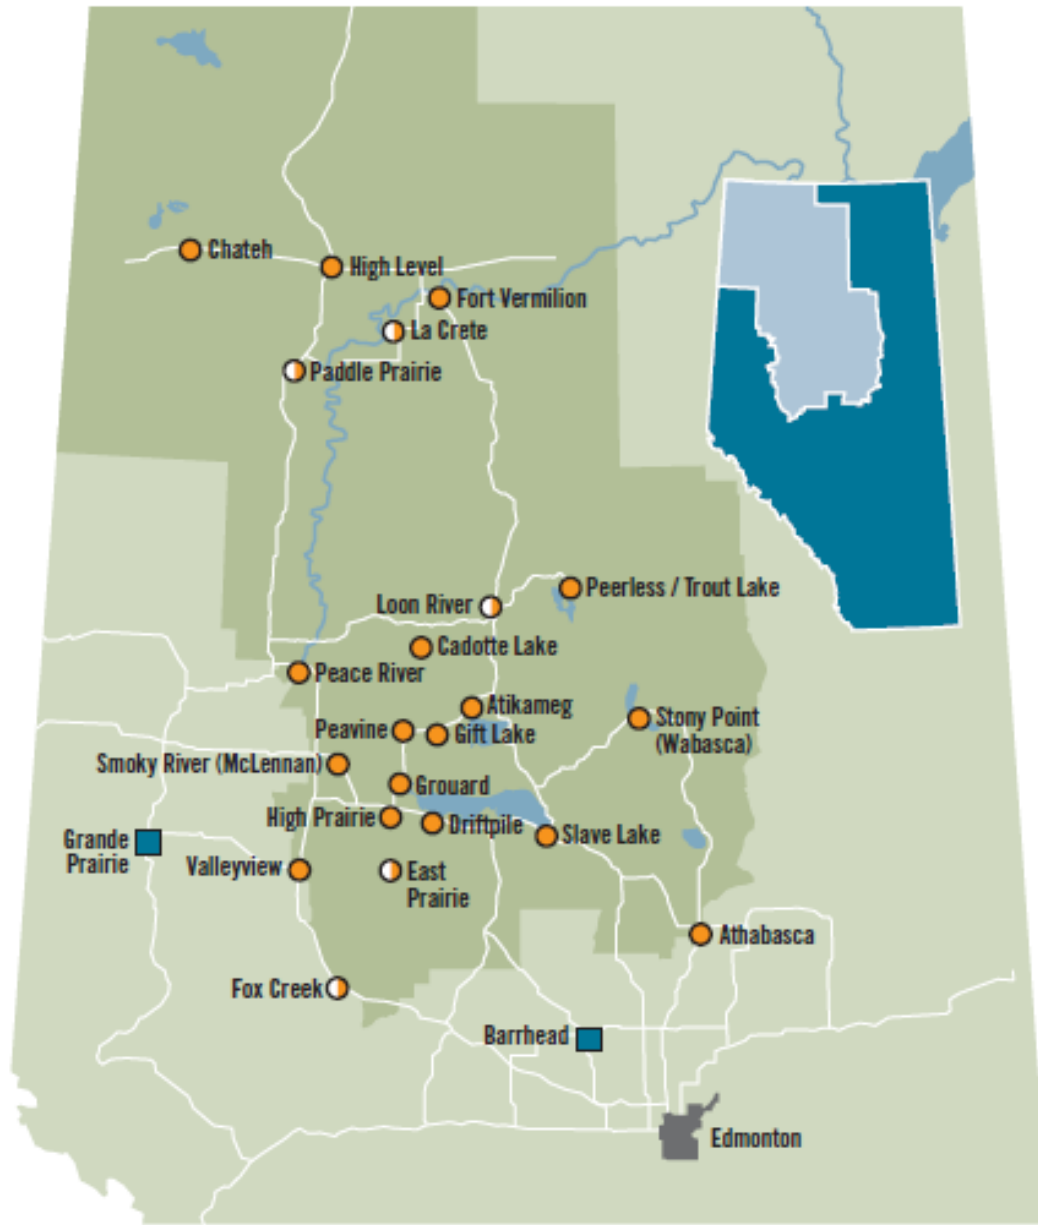 Chateh
High Level
Fort Vermilion
La Crete
Paddle Prairie
Peerless / Trout Lake
Loon River
Cadotte Lake
Peace River
Atikameg
Stony Point
(Wabasca)
Peavine
Gift Lake
Smoky River (McLennan)
Grouard
High Prairie
Driftpile
Slave Lake
Grande
Prairie
Valleyview
East
Prairie
Athabasca
Fox Creek
Barrhead
Edmonton